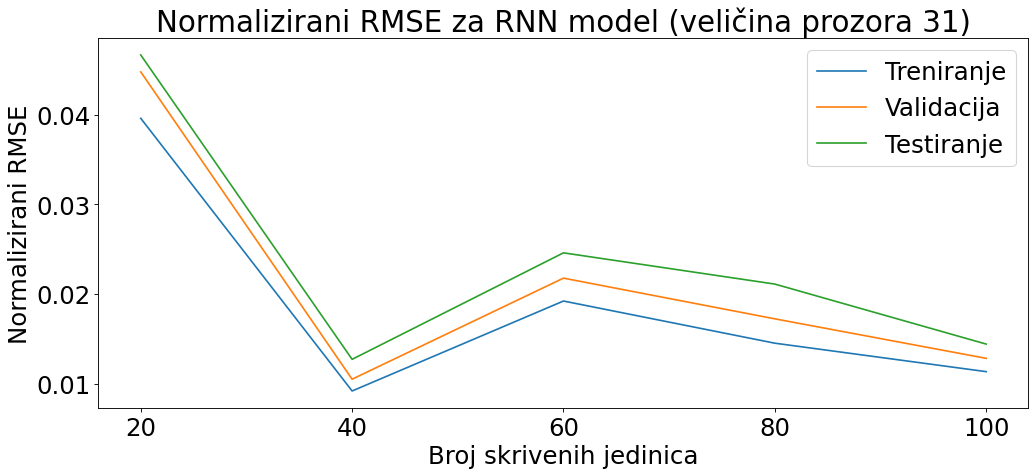 Normalizirani RMSE za RNN model (veličina prozora 31)
Treniranje
Validacija
Testiranje
Normalizirani RMSE
0.04
0.03
0.02
0.01
20 40 60 80 100
Broj skrivenih jedinica